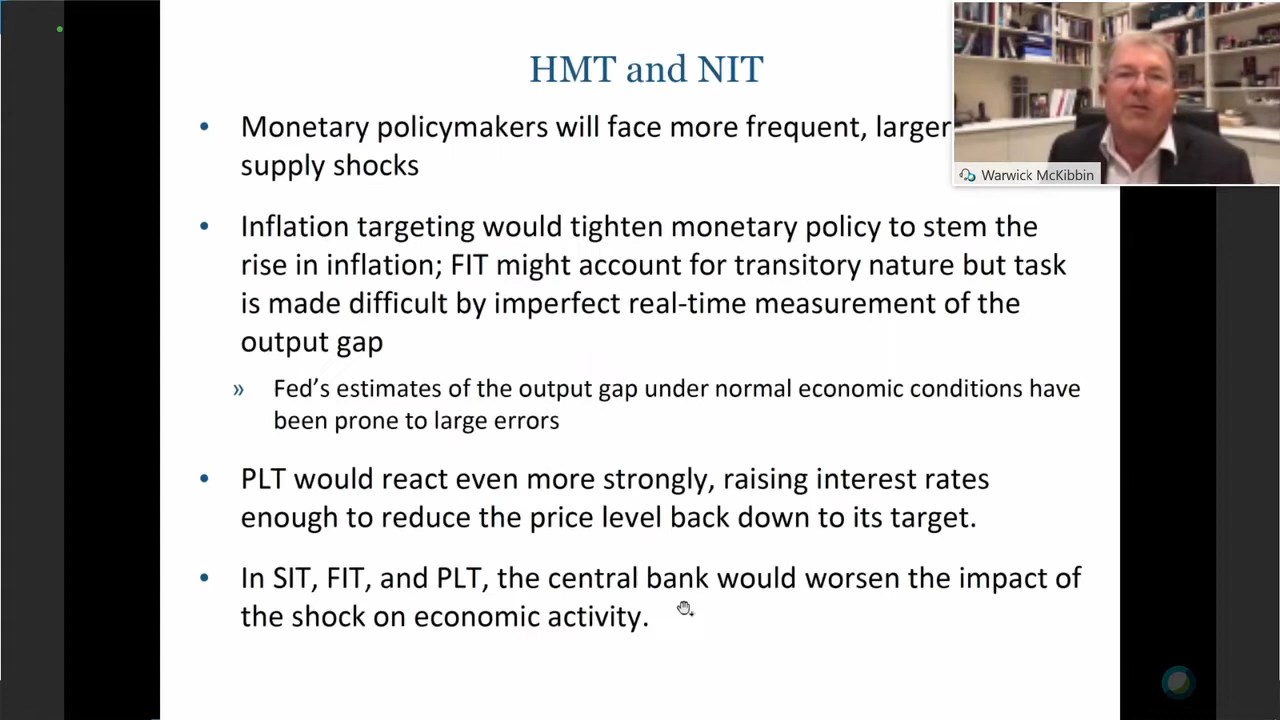 HMT and NIT
• Monetary policymakers will face more frequent, larger
supply shocks
• Inflation targeting would tighten monetary policy to stem the
rise in inflation; FIT might account for transitory nature but task
is made difficult by imperfect real-time measurement of the
output gap
» Fed’s estimates of the output gap under normal economic conditions have
been prone to large errors
• PLT would react even more strongly, raising interest rates
enough to reduce the price level back down to its target.
• In SIT, FIT, and PLT, the central bank would worsen the impact of
the shock on economic activity.
Warwick McKibbin